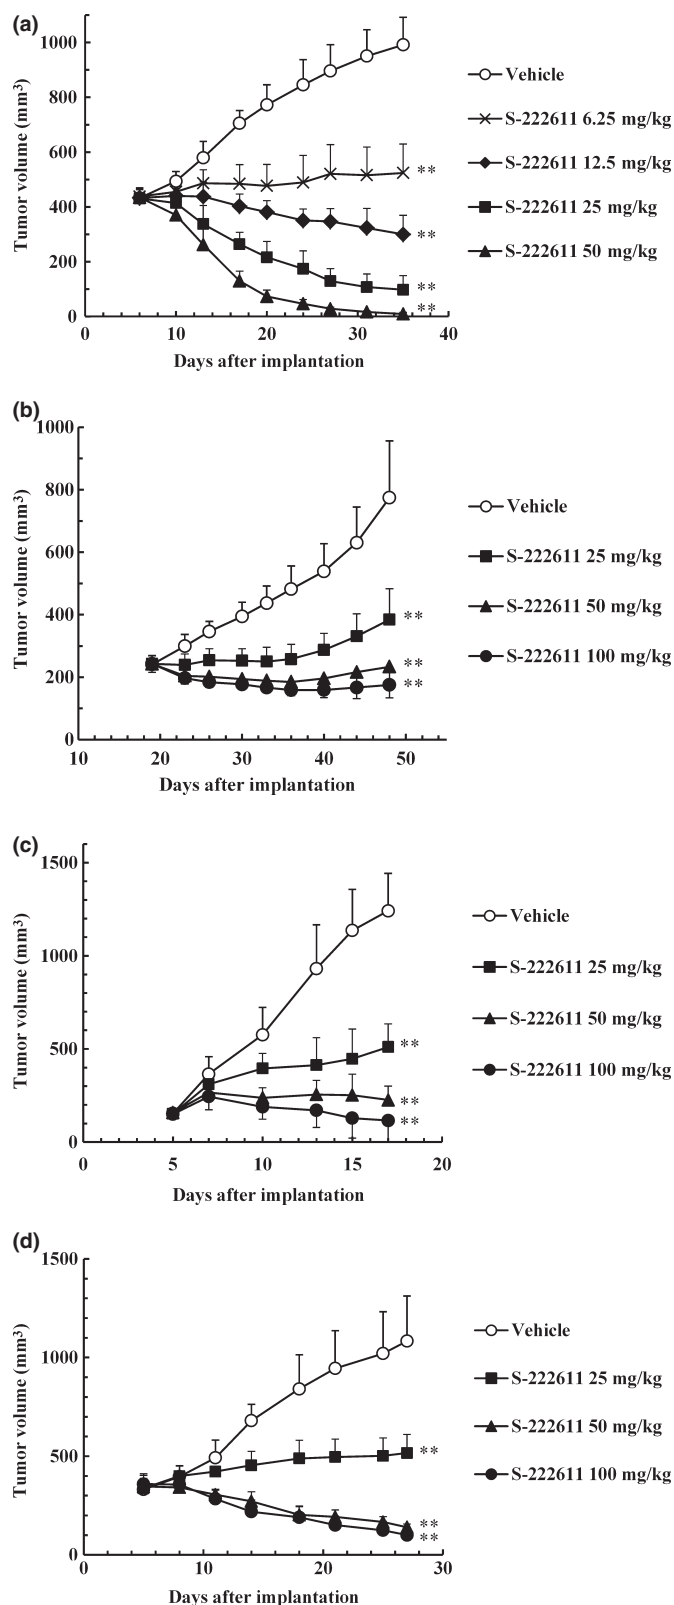 (a)
1000
800
600
400
200
0
0 10 20 30 40
Tumor volume (mm3)
Days after implantation
Vehicle
S-222611 6.25 mg/kg
S-222611 12.5 mg/kg
S-222611 25 mg/kg
S-222611 50 mg/kg
**
**
**
**
(b)
1000
800
600
400
200
0
10 20 30 40 50
Tumor volume (mm3)
Days after implantation
Vehicle
S-222611 25 mg/kg
S-222611 50 mg/kg
S-222611 100 mg/kg
**
**
**
(c)
1500
1000
500
0
0 5 10 15 20
Tumor volume (mm3)
Days after implantation
Vehicle
S-222611 25 mg/kg
S-222611 50 mg/kg
S-222611 100 mg/kg
**
**
**
(d)
1500
1000
500
0
0 10 20 30
Tumor volume (mm3)
Days after implantation
Vehicle
S-222611 25 mg/kg
S-222611 50 mg/kg
S-222611 100 mg/kg
**
**
**